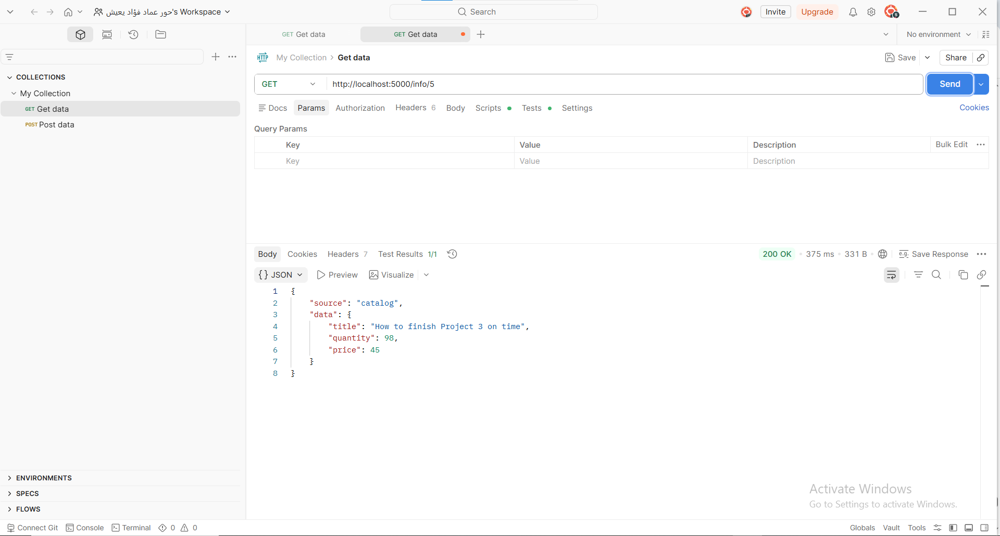 حور عماد فؤاد يعيش's Workspace
Search
Invite
Upgrade
GET Get data
GET Get data
No environment
HTTP
My Collection > Get data
Save
Share
COLLECTIONS
My Collection
GET Get data
POST Post data
GET
http://localhost:5000/info/5
Send
Docs
Params
Authorization
Headers 6
Body
Scripts
Tests
Settings
Cookies
Query Params
Key
Value
Description
Bulk Edit
Key
Value
Description
Body
Cookies
Headers 7
Test Results 1/1
200 OK
375 ms
331 B
e.g. Save Response
{} JSON
Preview
Visualize
1 {
2 "source": "catalog",
3 "data": {
4 "title": "How to finish Project 3 on time",
5 "quantity": 98,
6 "price": 45
7 }
8 }
ENVIRONMENTS
SPECS
FLOWS
Activate Windows
Go to Settings to activate Windows.
Connect Git
Console
Terminal
0
0
Globals
Vault
Tools